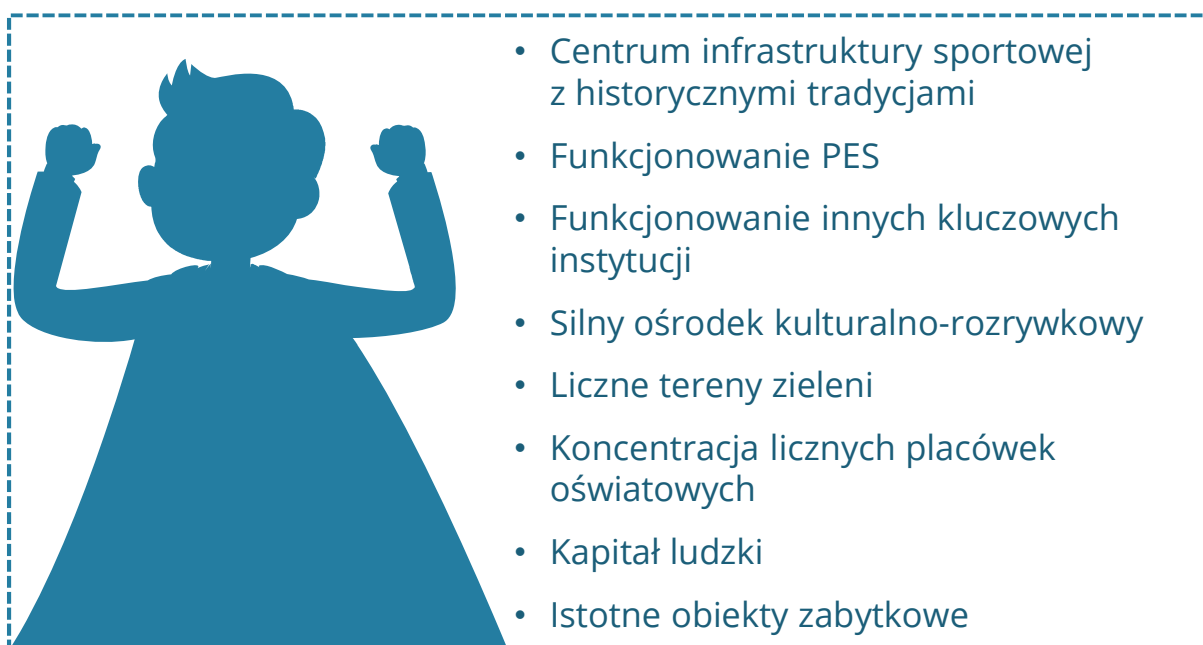 • Centrum infrastruktury sportowej
z historycznymi tradycjami
• Funkcjonowanie PES
• Funkcjonowanie innych kluczowych
instytucji
• Silny ośrodek kulturalno-rozrywkowy
• Liczne tereny zieleni
• Koncentracja licznych placówek
oświatowych
• Kapitał ludzki
• Istotne obiekty zabytkowe